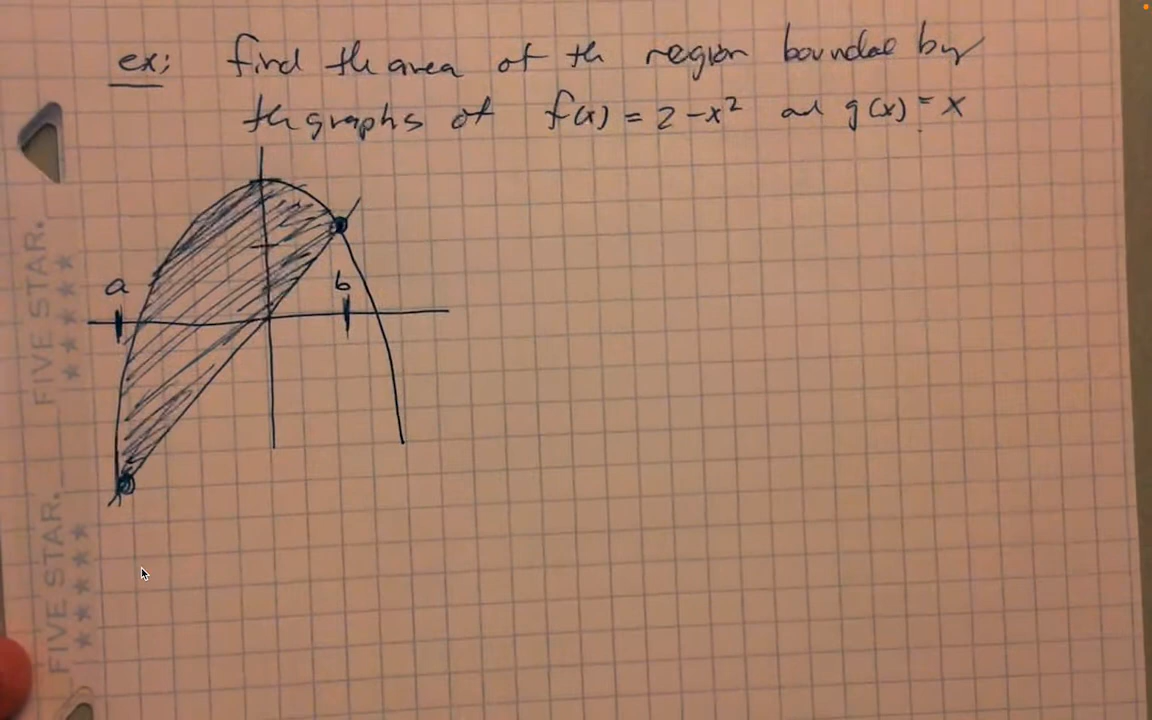 ex: find the area of the region bounded by
the graphs of f(x) = 2 - x² and g(x) = x
a
b
FIVE STAR.
FIVE STAR.